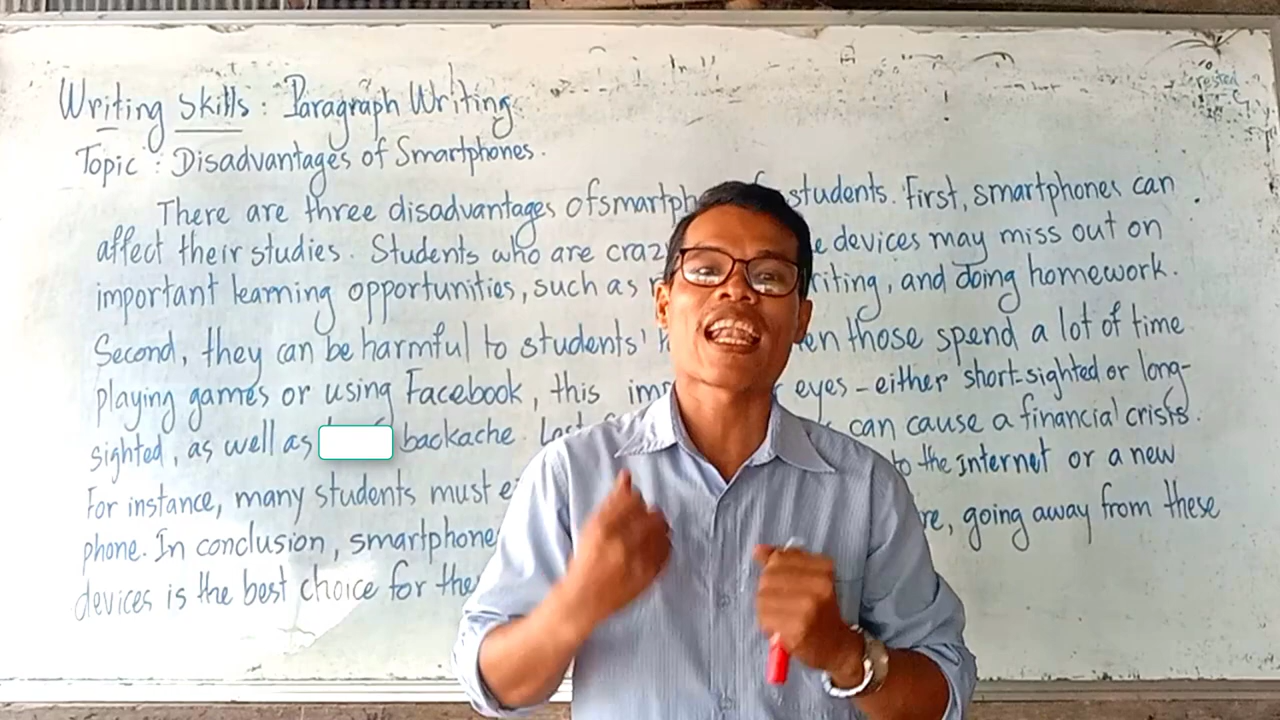 Writing Skills : Paragraph Writing
Topic : Disadvantages of Smartphones.
There are three disadvantages of smartph students. First, smartphones can
affect their studies. Students who are craz devices may miss out on
important learning opportunities, such as riting, and doing homework.
Second, they can be harmful to students' those spend a lot of time
playing games or using Facebook, this eyes - either short-sighted or long-
sighted, as well as backache. can cause a financial crisis.
For instance, many students must to the internet or a new
phone. In conclusion, smartphone going away from these
devices is the best choice for